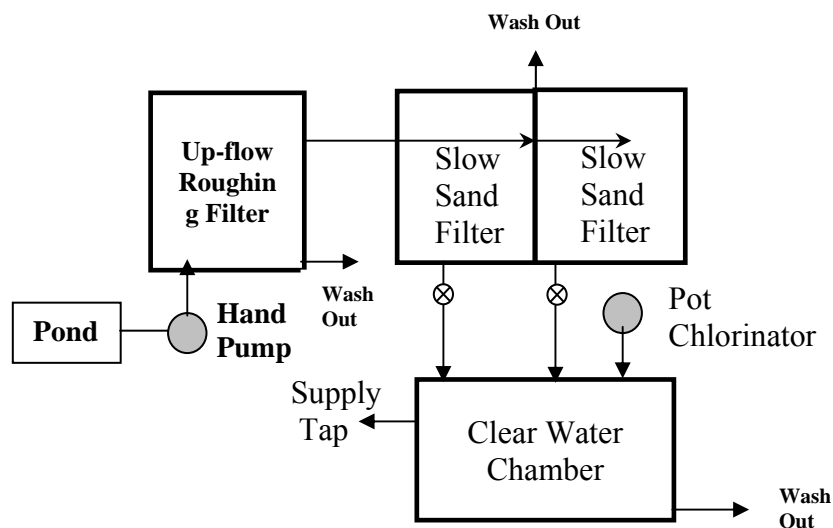 Wash Out
Up-flow
Roughin
g Filter
Slow
Sand
Filter
Slow
Sand
Filter
Wash
Out
Pond
Hand
Pump
Pot
Chlorinator
Supply
Tap
Clear Water
Chamber
Wash
Out